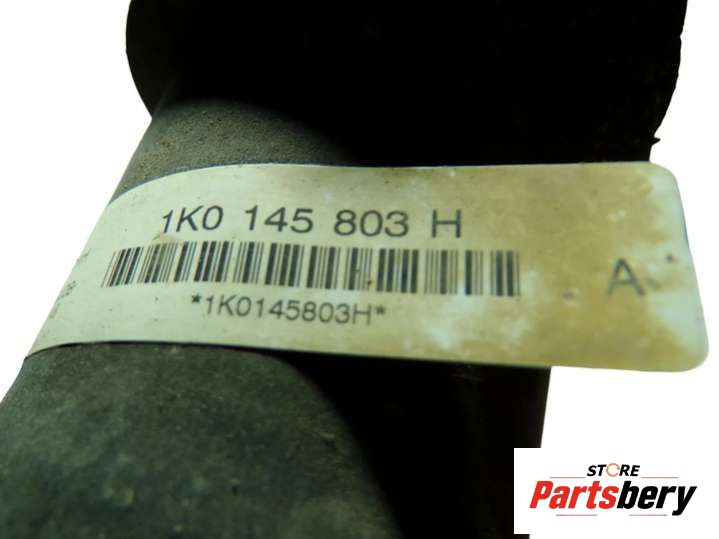 1K0 145 803 H
A
*1K0145803H*
STORE
Partsbery